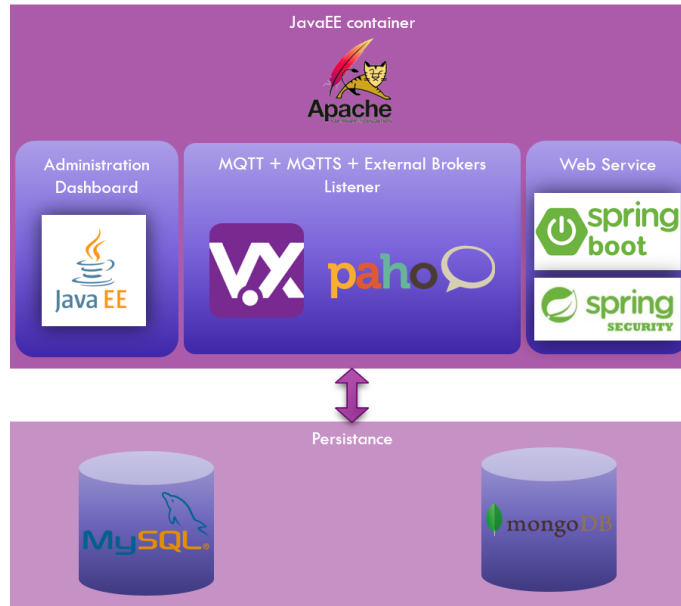 JavaEE container
Apache
Administration
Dashboard
MQTT + MQTTS + External Brokers
Listener
Web Service
Java EE
V.X
paho
spring
boot
spring
SECURITY
Persistance
MySQL®
mongoDB